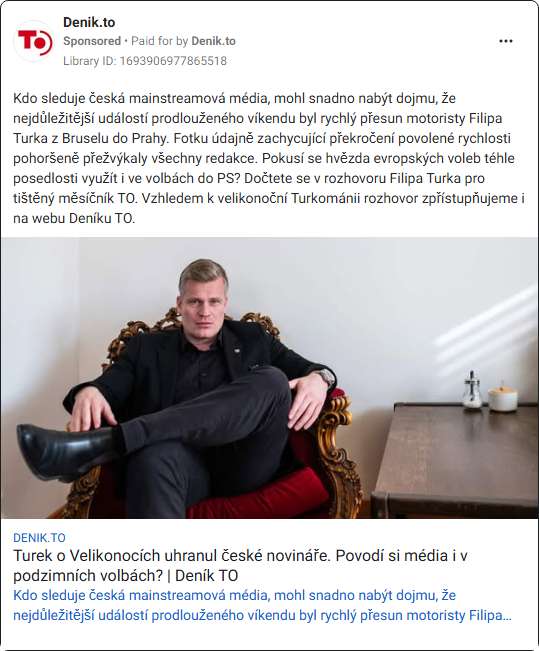 Denik.to
Sponsored • Paid for by Denik.to
Library ID: 1693906977865518
Kdo sleduje česká mainstreamová média, mohl snadno nabýt dojmu, že
nejdůležitější událostí prodlouženého víkendu byl rychlý přesun motoristy Filipa
Turka z Bruselu do Prahy. Fotku údajně zachycující překročení povolené rychlosti
pohoršeně přežvýkaly všechny redakce. Pokusí se hvězda evropských voleb téhle
posedlosti využít i ve volbách do PS? Dočtete se v rozhovoru Filipa Turka pro
tištěný měsíčník TO. Vzhledem k velikonoční Turkománii rozhovor zpřístupňujeme i
na webu Deníku TO.
DENIK.TO
Turek o Velikonocích uhranul české novináře. Povodí si média i v
podzimních volbách? | Deník TO
Kdo sleduje česká mainstreamová média, mohl snadno nabýt dojmu, že
nejdůležitější událostí prodlouženého víkendu byl rychlý přesun motoristy Filipa...